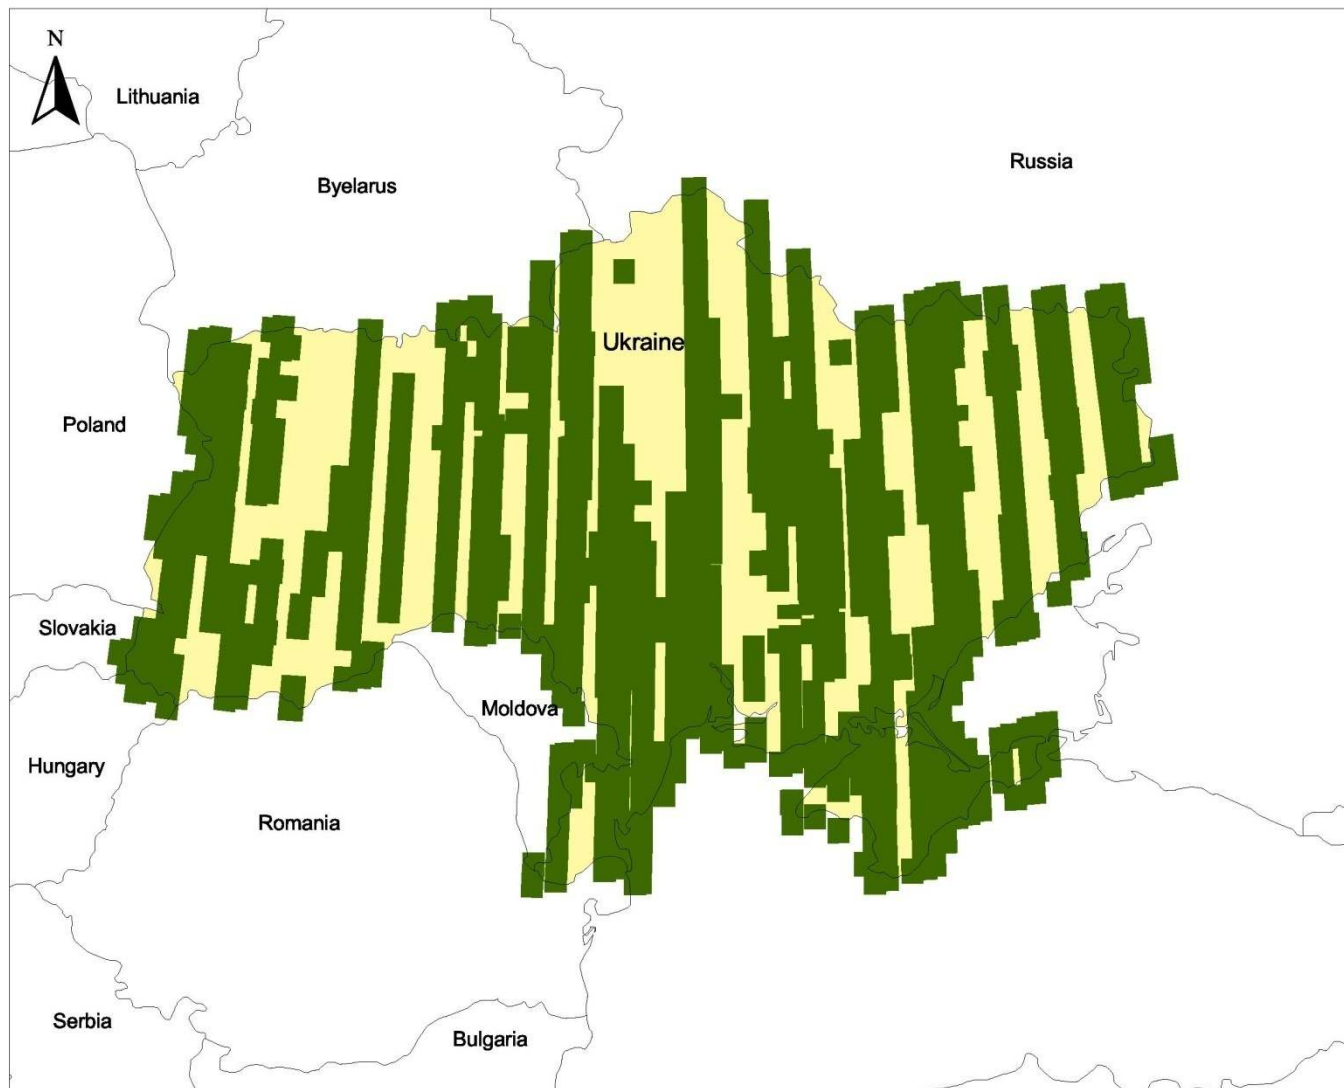 N
Lithuania
Russia
Byelarus
Ukraine
Poland
Slovakia
Moldova
Hungary
Romania
Serbia
Bulgaria